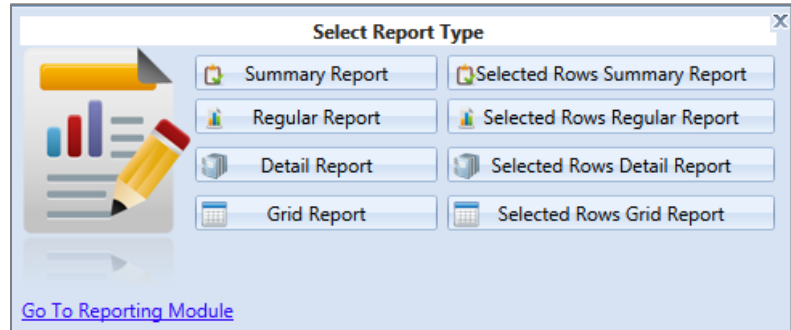 Select Report Type
Summary Report
Selected Rows Summary Report
Regular Report
Selected Rows Regular Report
Detail Report
Selected Rows Detail Report
Grid Report
Selected Rows Grid Report
Go To Reporting Module